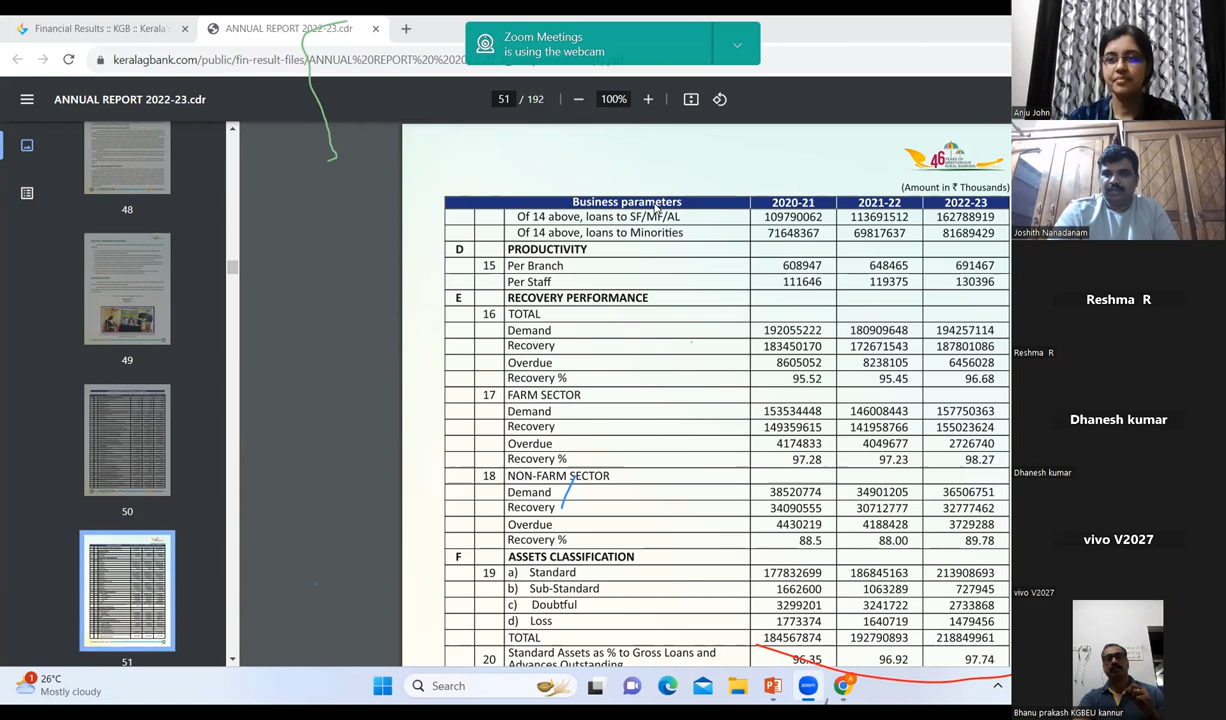 Financial Results :: KGB :: Kerala's
ANNUAL REPORT 2022-23.cdr
Zoom Meetings
is using the webcam
keralagbank.com/public/fin-result-files/ANNUAL%20REPORT%20%20
ANNUAL REPORT 2022-23.cdr
51 / 192
100%
48
49
50
51
46 YEARS OF
MERITORIOUS
RURAL BANKING
(Amount in ₹ Thousands)
Business parameters 2020-21 2021-22 2022-23
Of 14 above, loans to SF/MF/AL 109790062 113691512 162788919
Of 14 above, loans to Minorities 71648367 69817637 81689429
D PRODUCTIVITY
15 Per Branch 608947 648465 691467
Per Staff 111646 119375 130396
E RECOVERY PERFORMANCE
16 TOTAL
Demand 192055222 180909648 194257114
Recovery 183450170 172671543 187801086
Overdue 8605052 8238105 6456028
Recovery % 95.52 95.45 96.68
17 FARM SECTOR
Demand 153534448 146008443 157750363
Recovery 149359615 141958766 155023624
Overdue 4174833 4049677 2726740
Recovery % 97.28 97.23 98.27
18 NON-FARM SECTOR
Demand 38520774 34901205 36506751
Recovery 34090555 30712777 32777462
Overdue 4430219 4188428 3729288
Recovery % 88.5 88.00 89.78
F ASSETS CLASSIFICATION
19 a) Standard 177832699 186845163 213908693
b) Sub-Standard 1662600 1063289 727945
c) Doubtful 3299201 3241722 2733868
d) Loss 1773374 1640719 1479456
TOTAL 184567874 192790893 218849961
20 Standard Assets as % to Gross Loans and
Advances Outstanding 96.35 96.92 97.74
Anju John
Joshith Nanadanam
Reshma R
Reshma R
Dhanesh kumar
Dhanesh kumar
vivo V2027
vivo V2027
Bhanu prakash KGBEU kannur
1
26°C
Mostly cloudy
Search